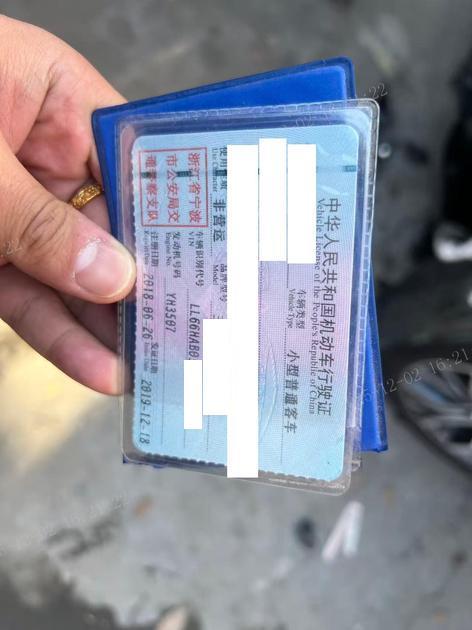 中华人民共和国机动车行驶证
Vehicle License of the People's Republic of China
车辆类型
Vehicle Type
小型普通客车
使用性质
Use Character
非营运
品牌型号
Model
浙江省宁波
市公安局交
通警察支队
车辆识别代号
VIN
LL66HAB0
发动机号码
Engine No.
YH3507
注册日期
Register Date
2018-06-26
发证日期
Issue Date
2019-12-18